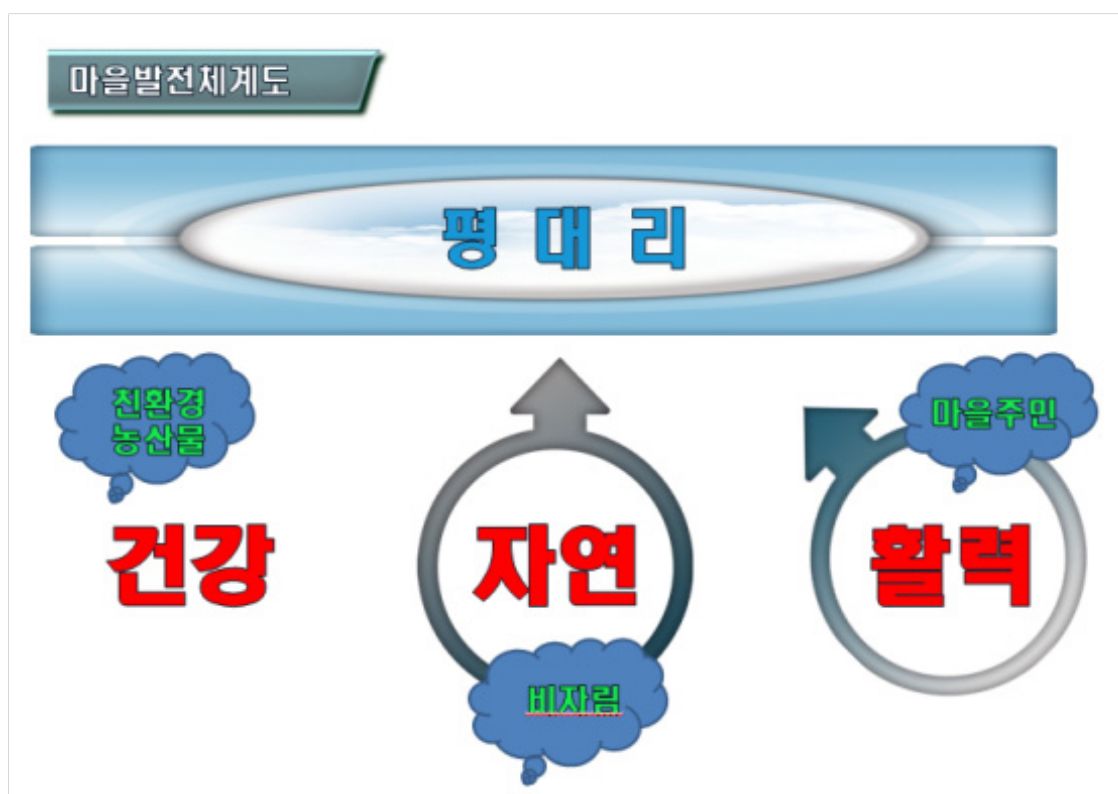 마을발전체계도
평 대 리
친환경
농산물
마을주민
건강
자연
활력
비자림